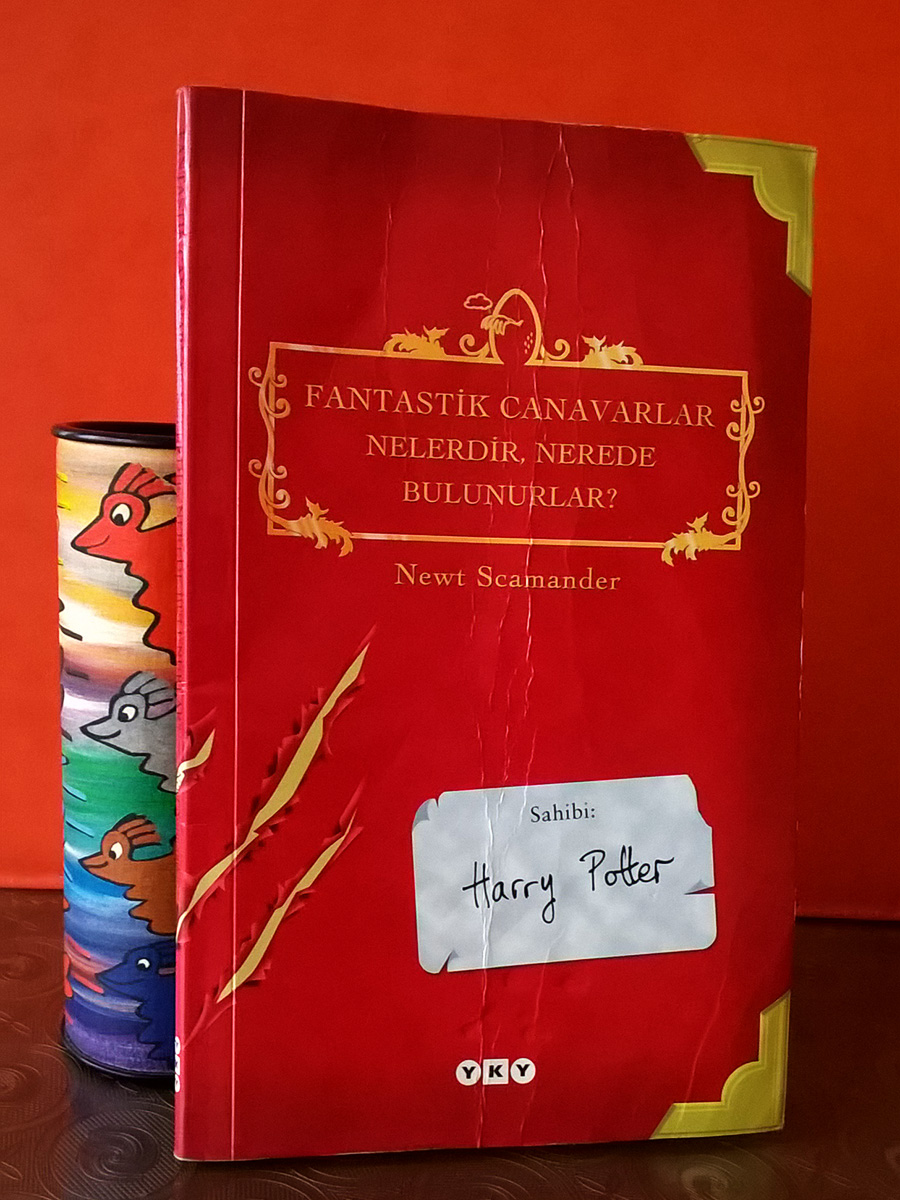 FANTASTİK CANAVARLAR
NELERDİR, NEREDE
BULUNURLAR?
Newt Scamander
Sahibi:
Harry Potter
YKY